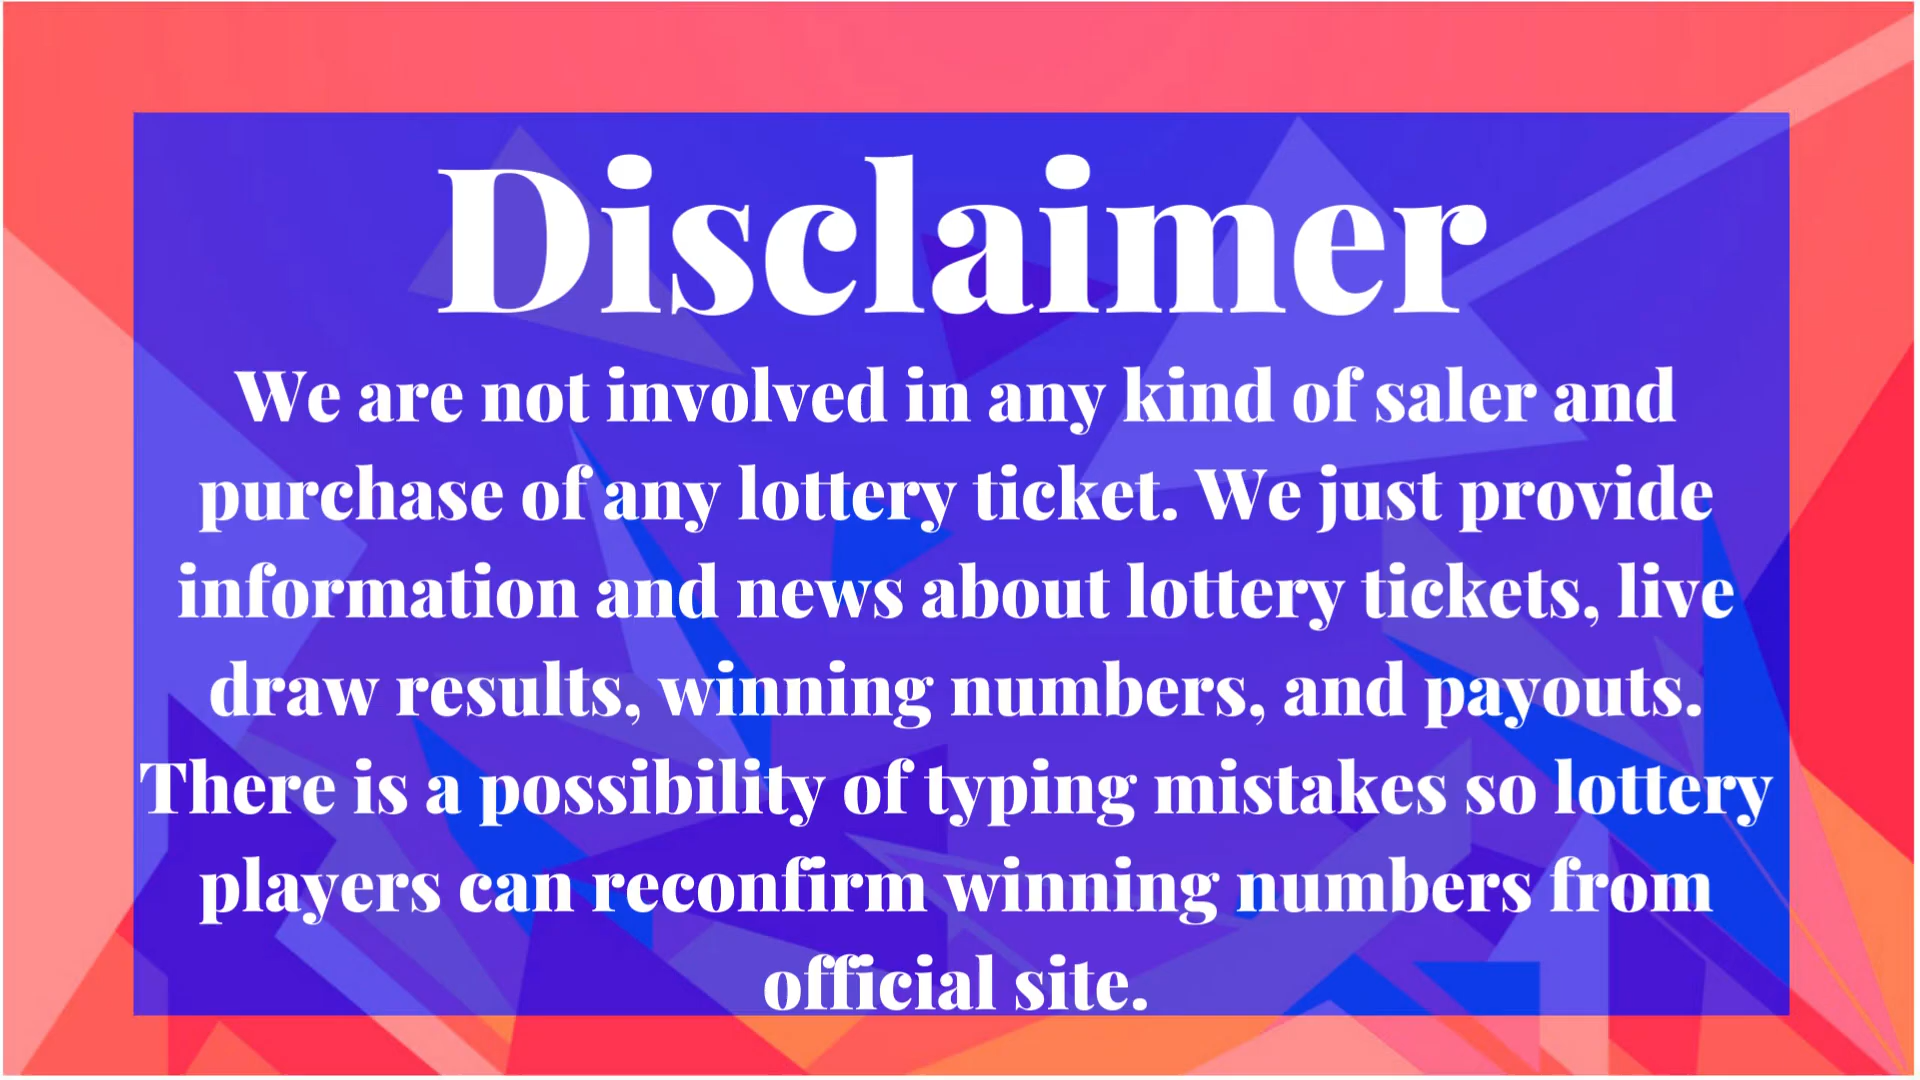 Disclaimer
We are not involved in any kind of saler and
purchase of any lottery ticket. We just provide
information and news about lottery tickets, live
draw results, winning numbers, and payouts.
There is a possibility of typing mistakes so lottery
players can reconfirm winning numbers from
official site.